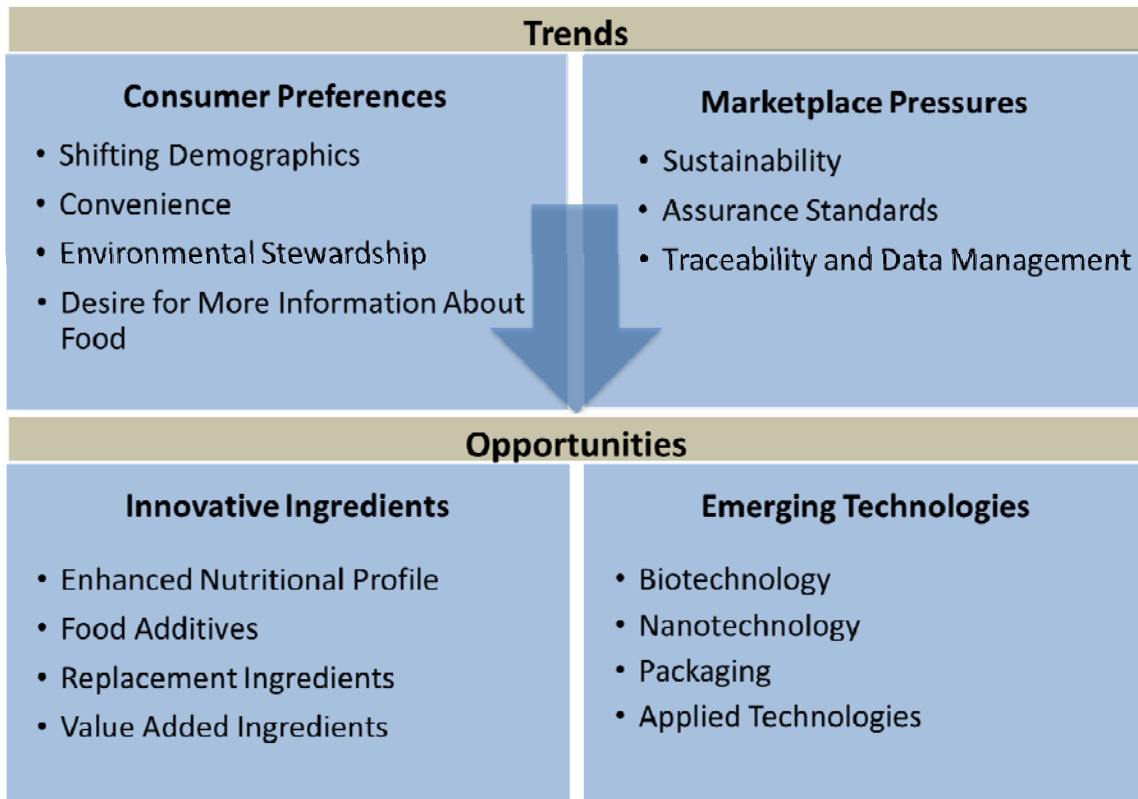 Trends
Consumer Preferences
• Shifting Demographics
• Convenience
• Environmental Stewardship
• Desire for More Information About
Food
Marketplace Pressures
• Sustainability
• Assurance Standards
• Traceability and Data Management
Opportunities
Innovative Ingredients
• Enhanced Nutritional Profile
• Food Additives
• Replacement Ingredients
• Value Added Ingredients
Emerging Technologies
• Biotechnology
• Nanotechnology
• Packaging
• Applied Technologies